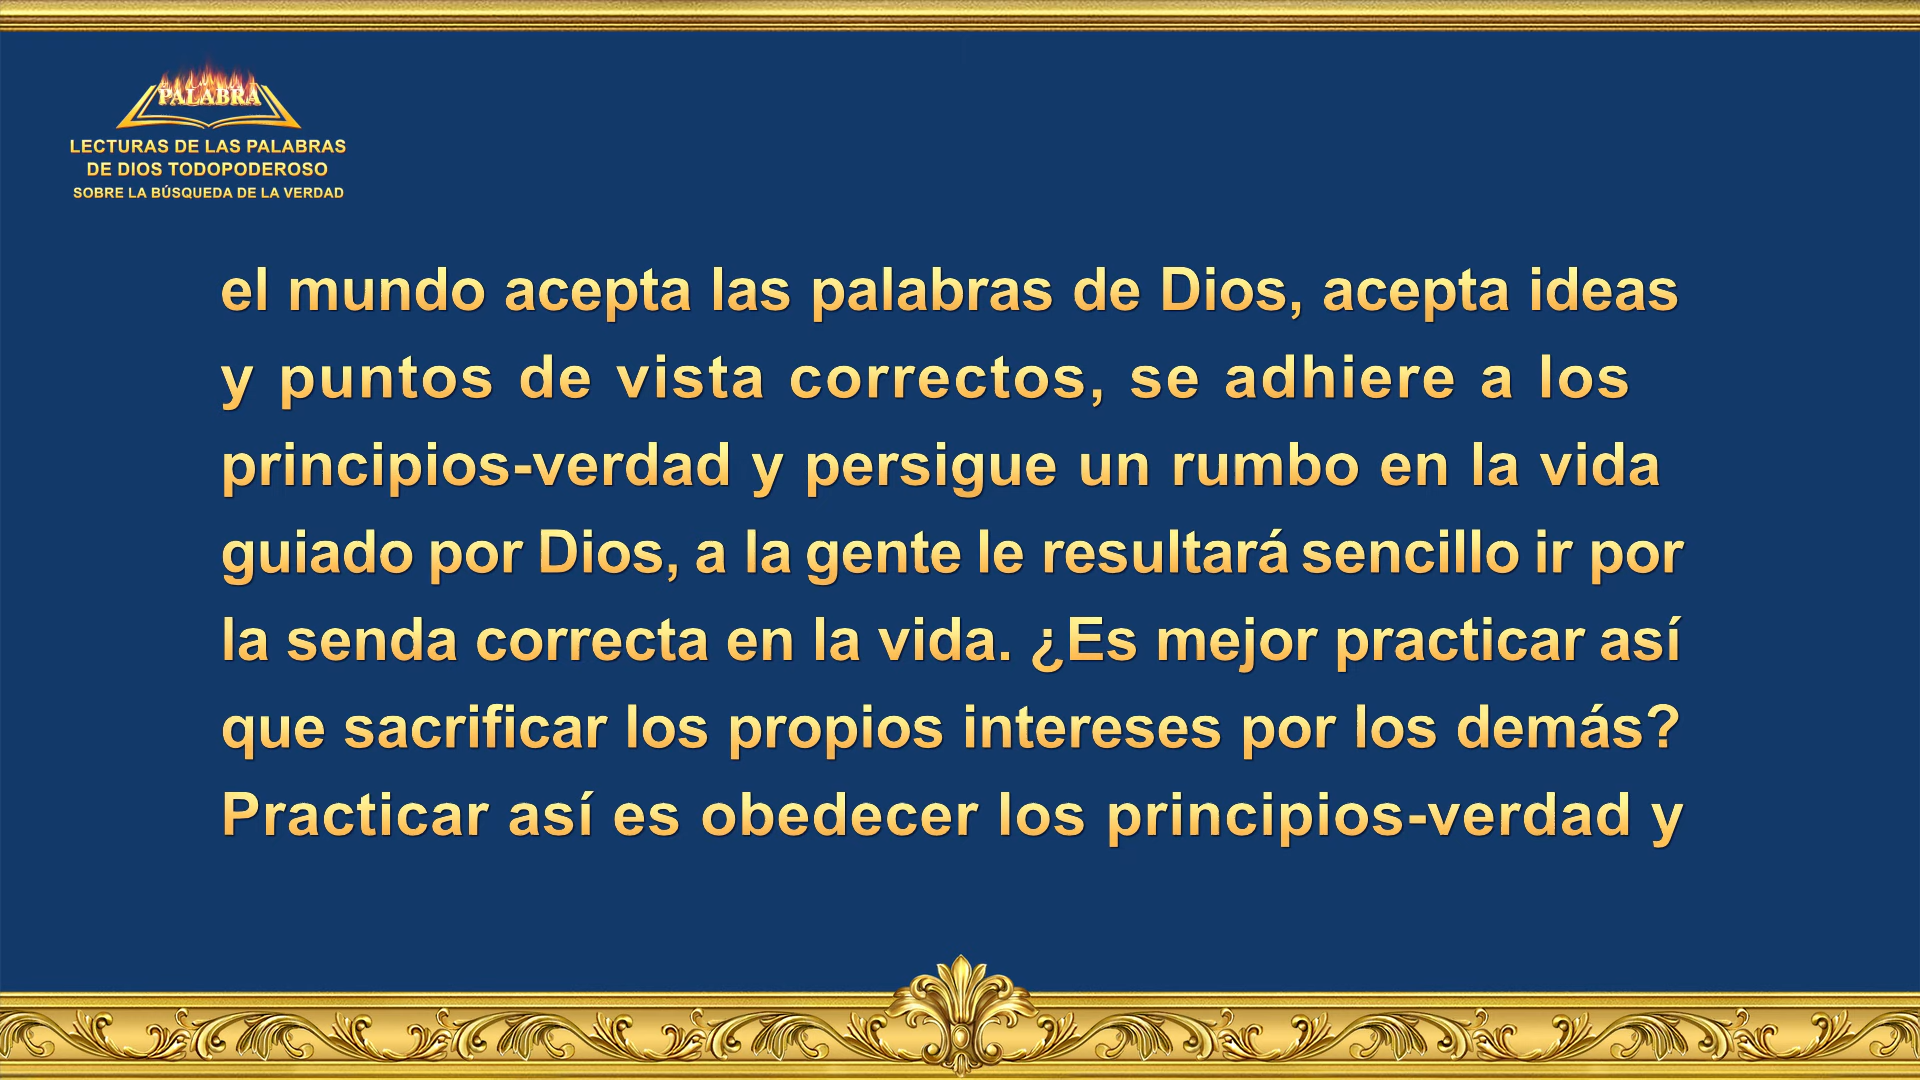 PALABRA
LECTURAS DE LAS PALABRAS
DE DIOS TODOPODEROSO
SOBRE LA BÚSQUEDA DE LA VERDAD
el mundo acepta las palabras de Dios, acepta ideas
y puntos de vista correctos, se adhiere a los
principios-verdad y persigue un rumbo en la vida
guiado por Dios, a la gente le resultará sencillo ir por
la senda correcta en la vida. ¿Es mejor practicar así
que sacrificar los propios intereses por los demás?
Practicar así es obedecer los principios-verdad y